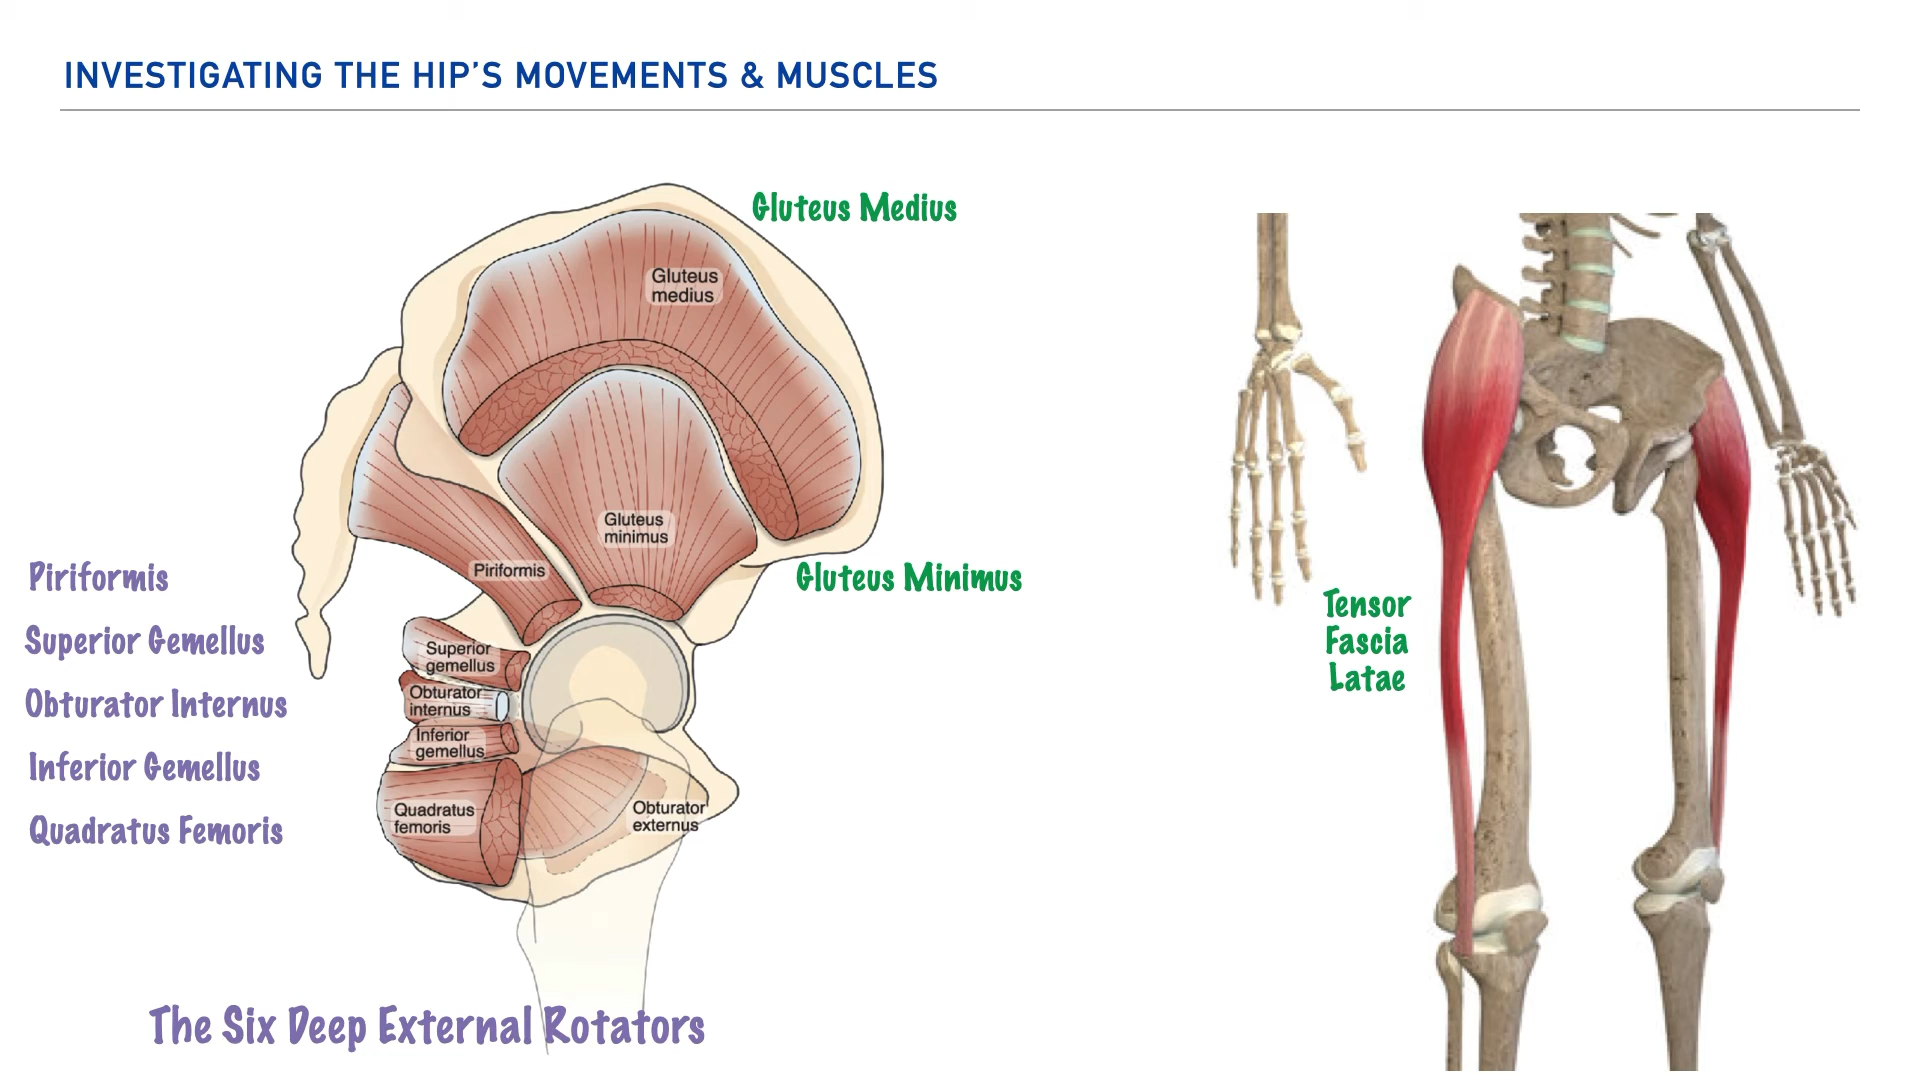 INVESTIGATING THE HIP'S MOVEMENTS & MUSCLES
Gluteus Medius
Gluteus
medius
Gluteus
minimus
Piriformis
Gluteus Minimus
Piriformis
Superior Gemellus
Obturator Internus
Inferior Gemellus
Quadratus Femoris
Superior
gemellus
Obturator
internus
Inferior
gemellus
Quadratus
femoris
Obturator
externus
Tensor
Fascia
Latae
The Six Deep External Rotators